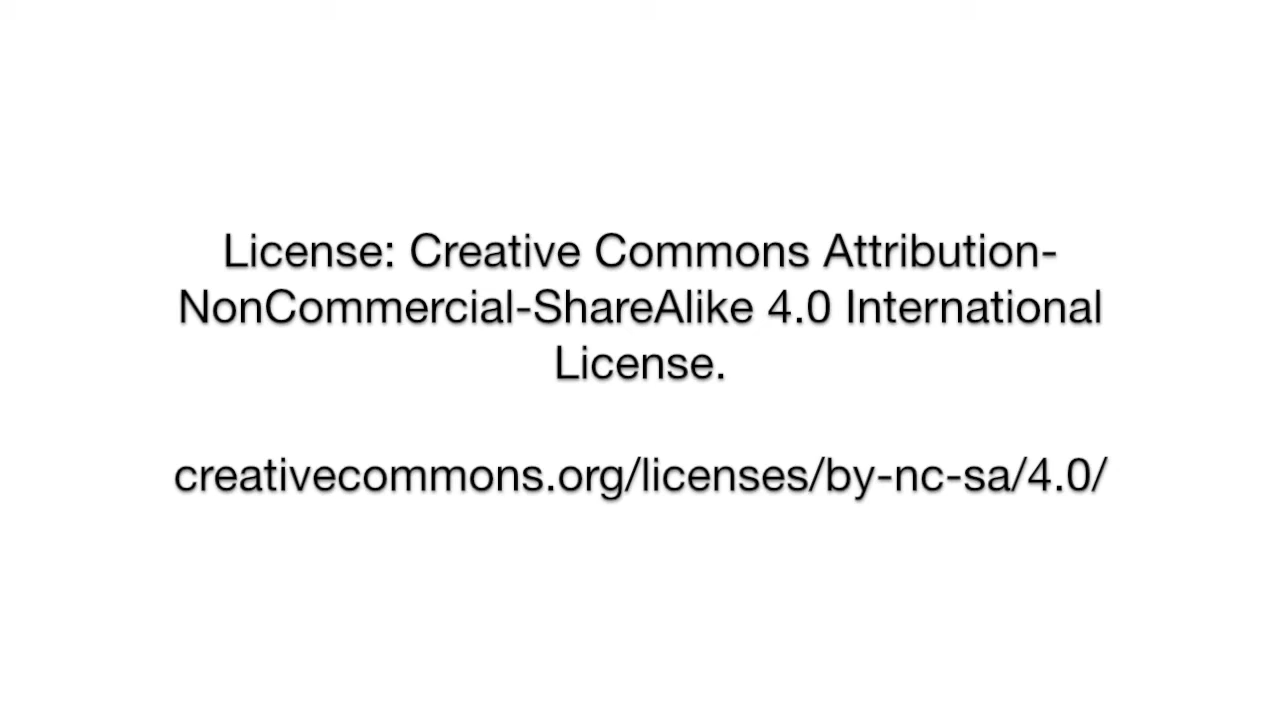 License: Creative Commons Attribution-
NonCommercial-ShareAlike 4.0 International
License.
creativecommons.org/licenses/by-nc-sa/4.0/